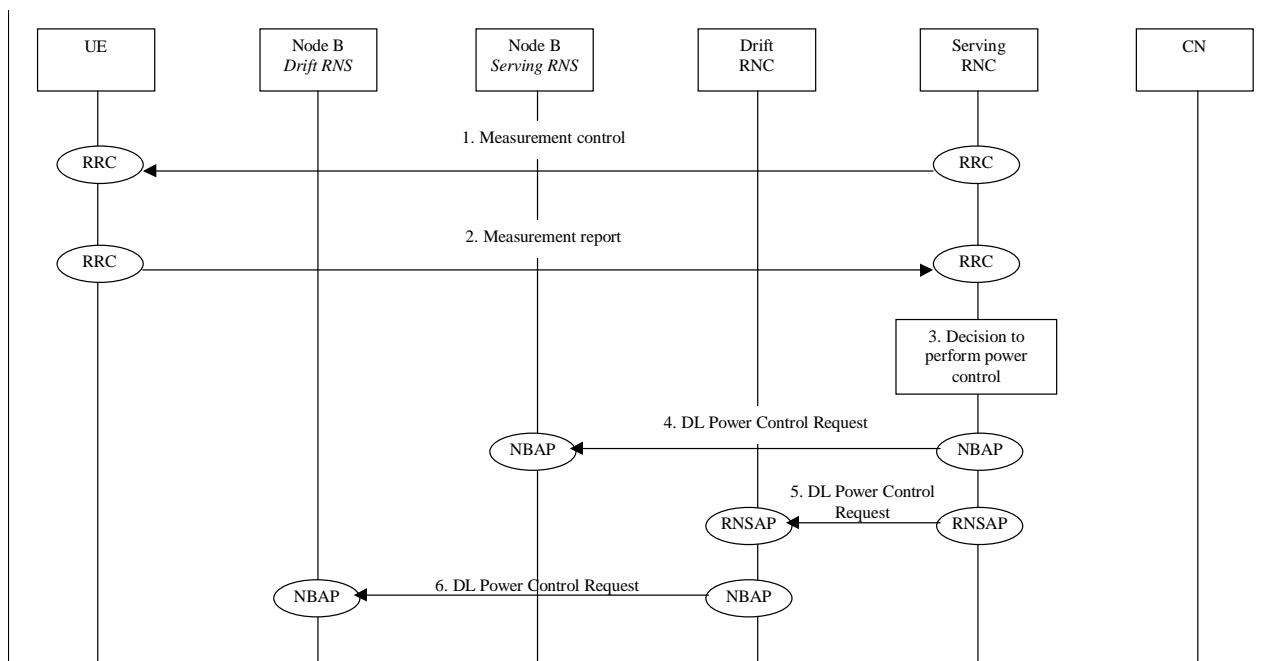 UE
Node B
Drift RNS
Node B
Serving RNS
Drift
RNC
Serving
RNC
CN
1. Measurement control
RRC
RRC
2. Measurement report
RRC
RRC
3. Decision to
perform power
control
4. DL Power Control Request
NBAP
NBAP
5. DL Power Control
Request
RNSAP
RNSAP
6. DL Power Control Request
NBAP
NBAP